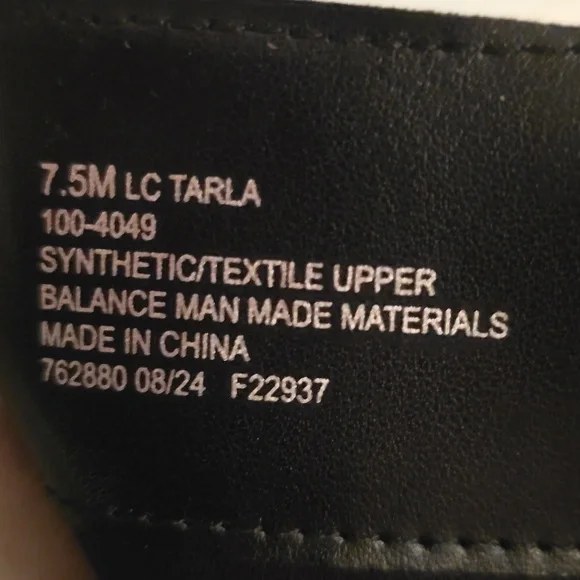 7.5M LC TARLA
100-4049
SYNTHETIC/TEXTILE UPPER
BALANCE MAN MADE MATERIALS
MADE IN CHINA
762880 08/24 F22937